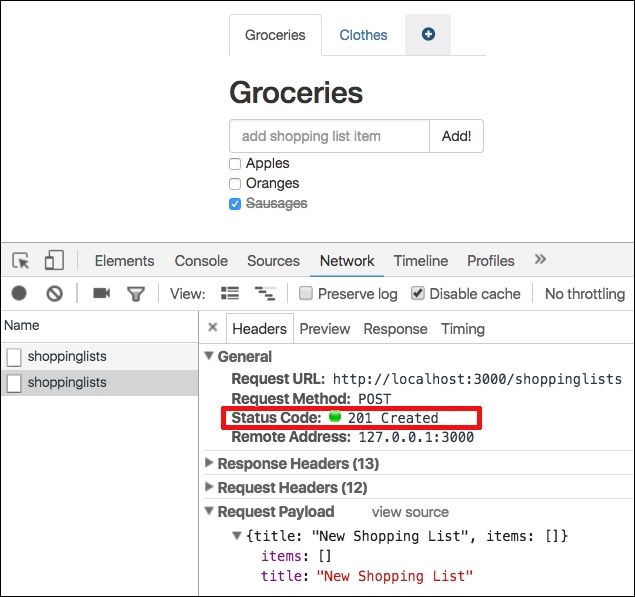 Groceries Clothes
Groceries
add shopping list item Add!
Apples
Oranges
Sausages
Elements Console Sources Network Timeline Profiles »
View: Preserve log Disable cache No throttling
Name × Headers Preview Response Timing
shoppinglists
shoppinglists
General
Request URL: http://localhost:3000/shoppinglists
Request Method: POST
Status Code: 201 Created
Remote Address: 127.0.0.1:3000
Response Headers (13)
Request Headers (12)
Request Payload view source
{title: "New Shopping List", items: []}
items: []
title: "New Shopping List"